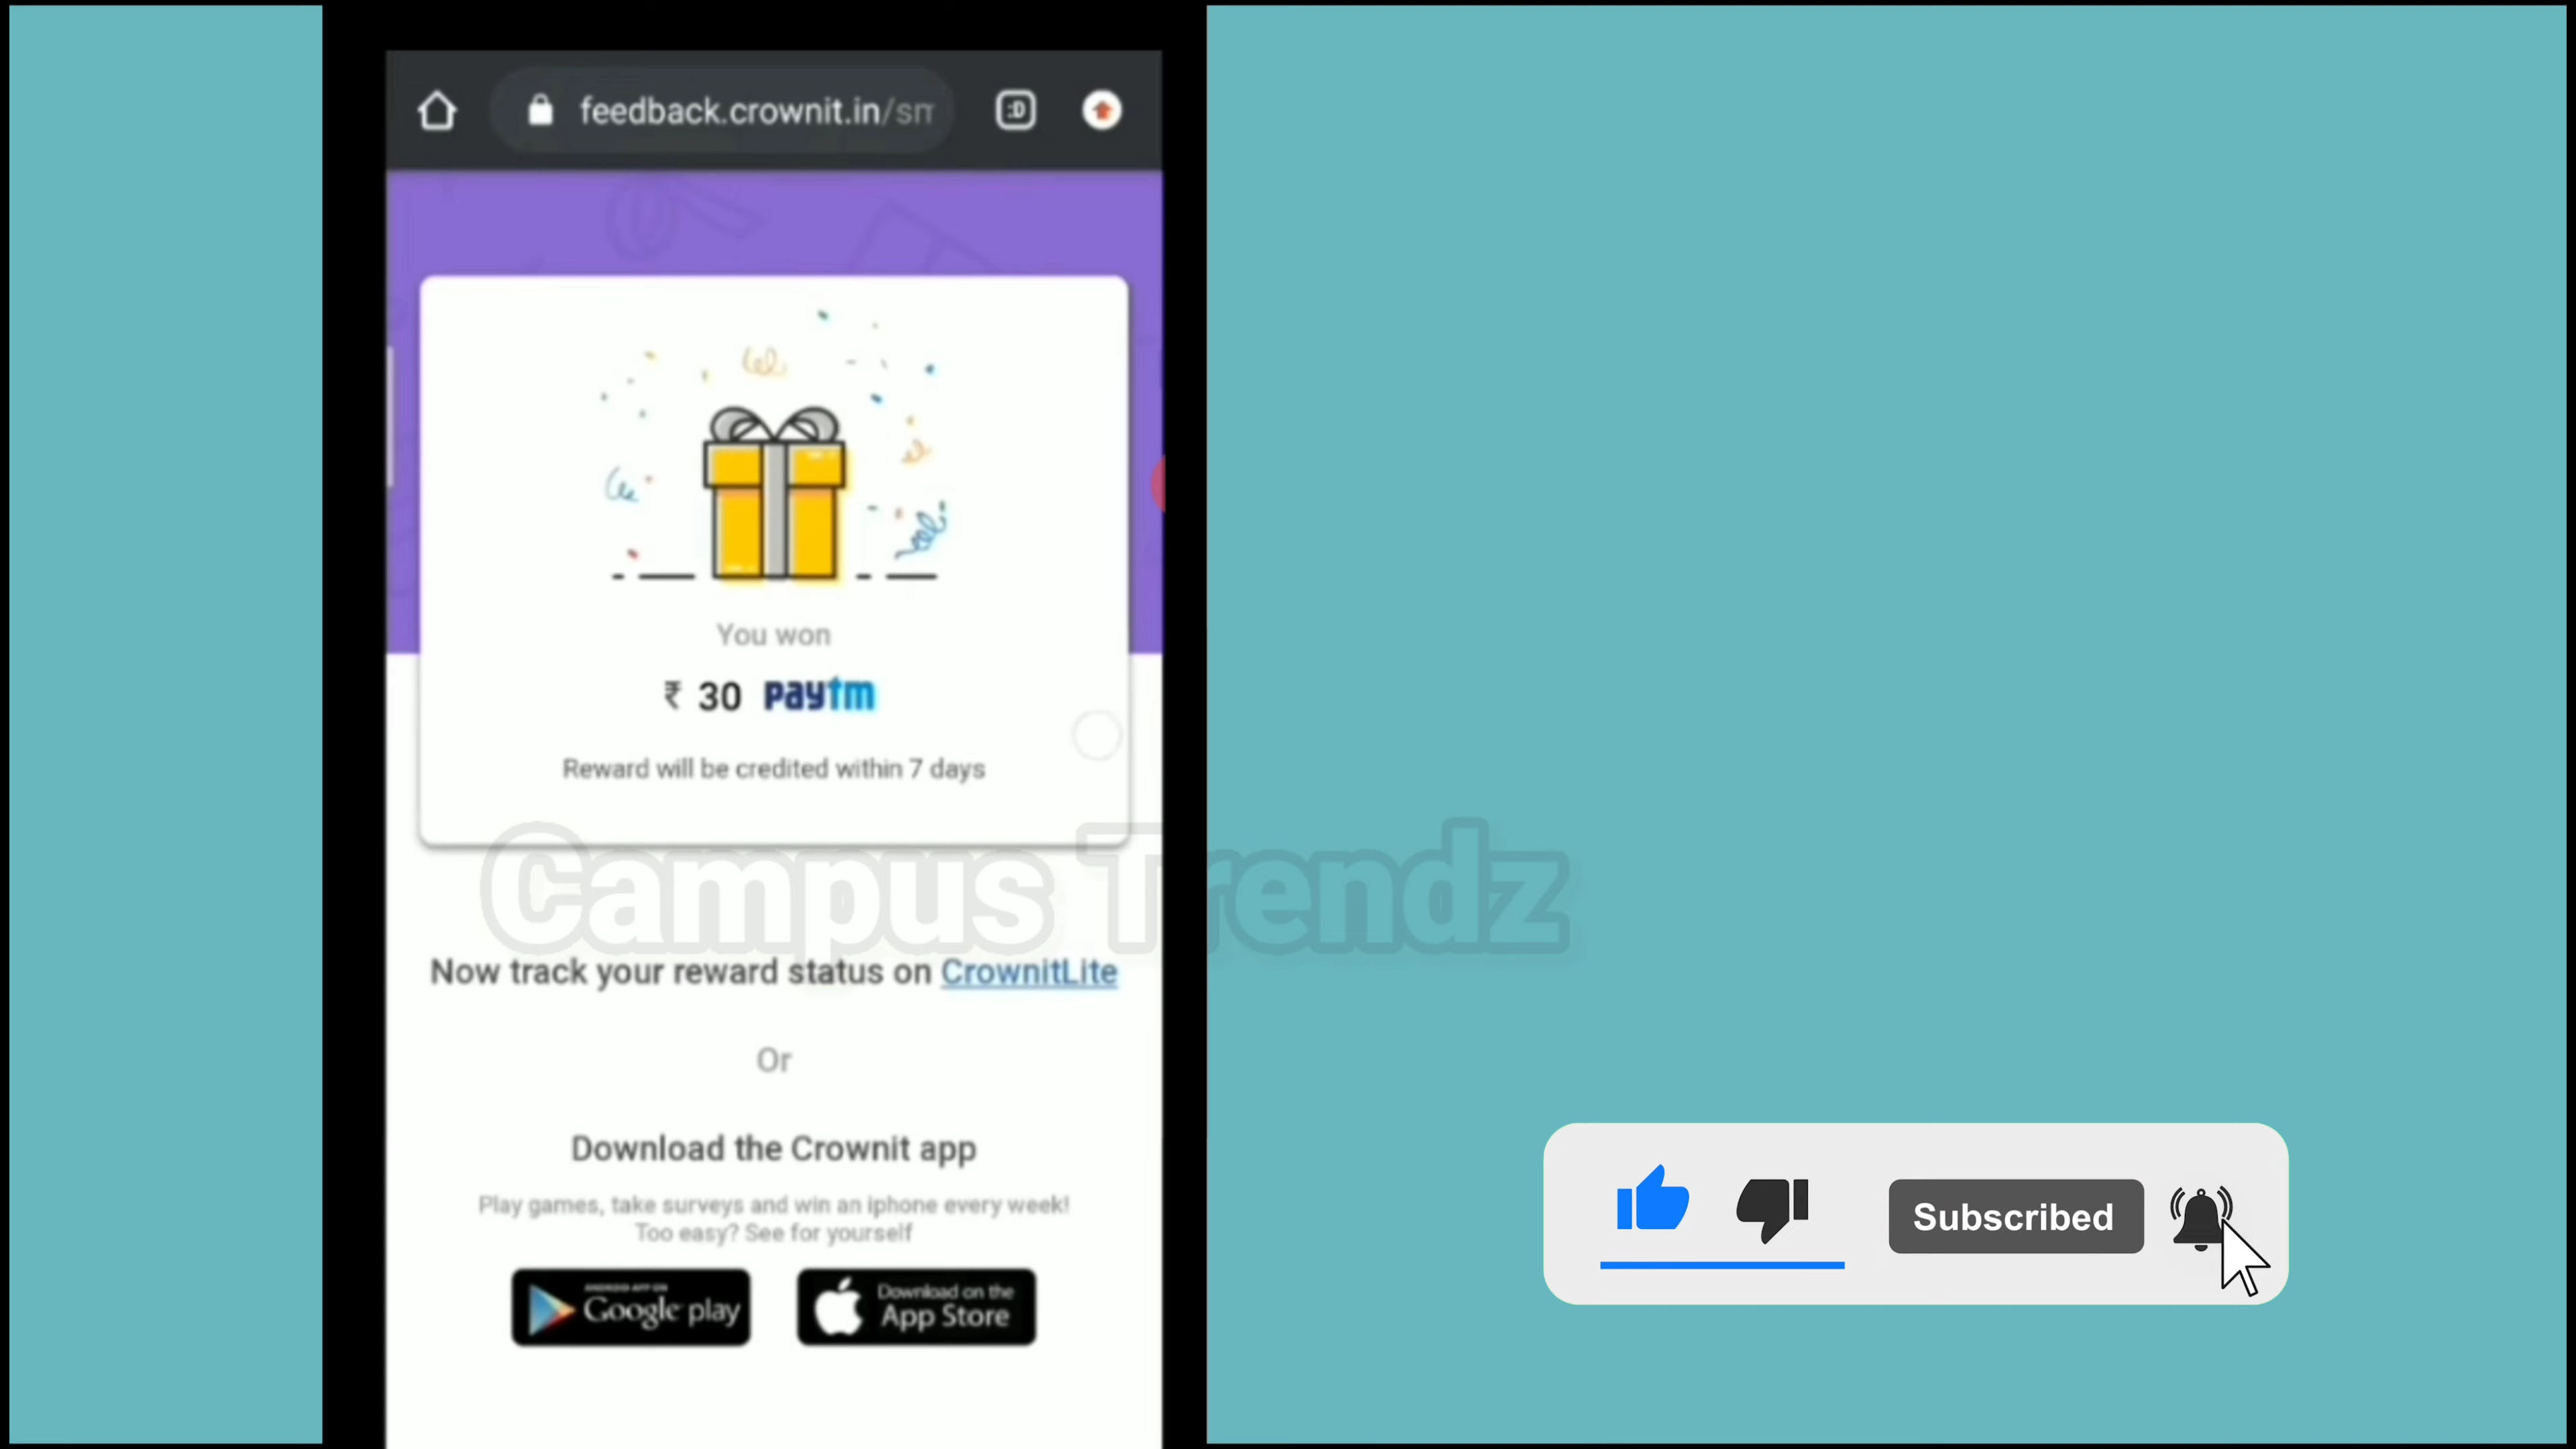 feedback.crownit.in/sm
:D
You won
₹ 30 paytm
Reward will be credited within 7 days
Campus Trendz
Now track your reward status on CrownitLite
Or
Download the Crownit app
Play games, take surveys and win an iphone every week!
Too easy? See for yourself
ANDROID APP ON
Google play
Download on the
App Store
Subscribed